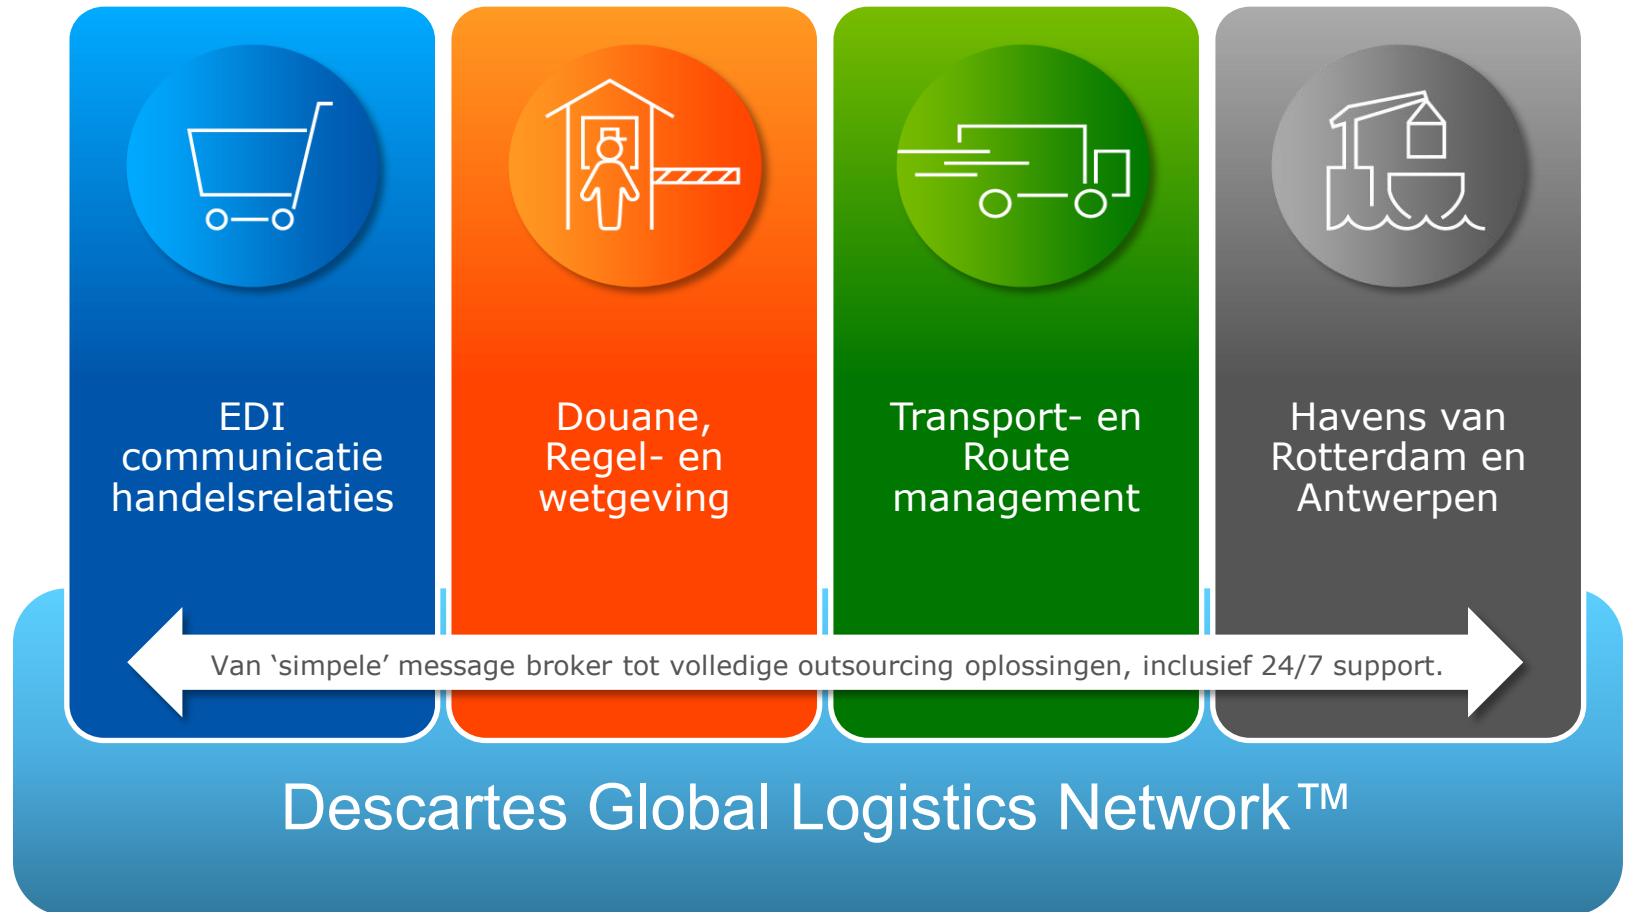 EDI
communicatie
handelsrelaties
Douane,
Regel- en
wetgeving
Transport- en
Route
management
Havens van
Rotterdam en
Antwerpen
Van ‘simpele’ message broker tot volledige outsourcing oplossingen, inclusief 24/7 support.
Descartes Global Logistics Network™